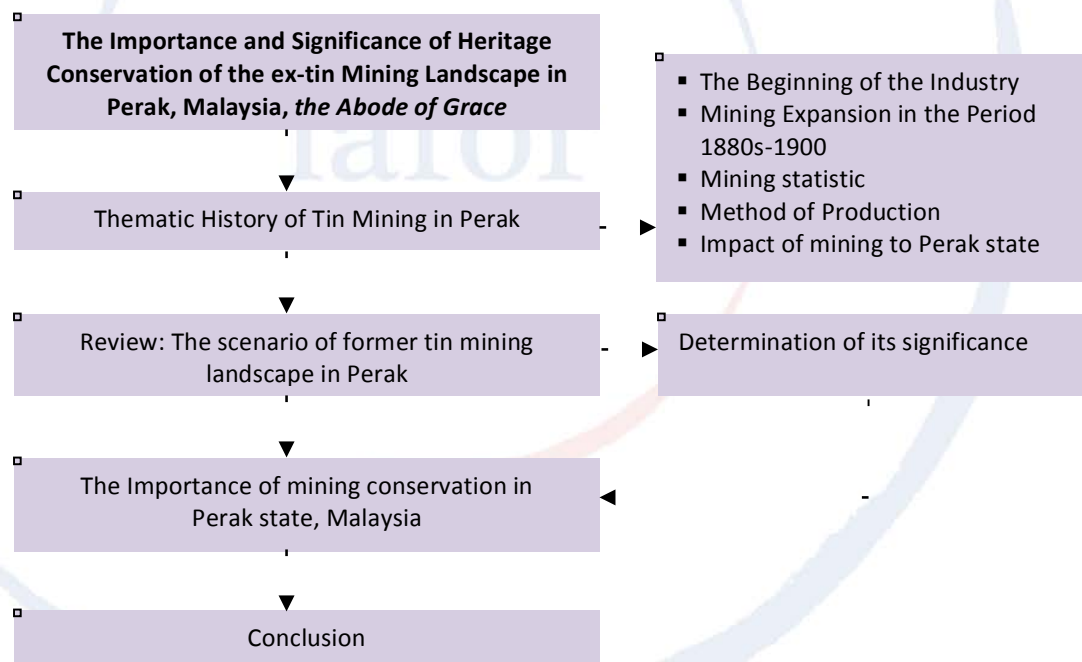 The Importance and Significance of Heritage
Conservation of the ex-tin Mining Landscape in
Perak, Malaysia, the Abode of Grace
▪ The Beginning of the Industry
▪ Mining Expansion in the Period
1880s-1900
▪ Mining statistic
▪ Method of Production
▪ Impact of mining to Perak state
iafor
Thematic History of Tin Mining in Perak
Review: The scenario of former tin mining
landscape in Perak
Determination of its significance
The Importance of mining conservation in
Perak state, Malaysia
Conclusion